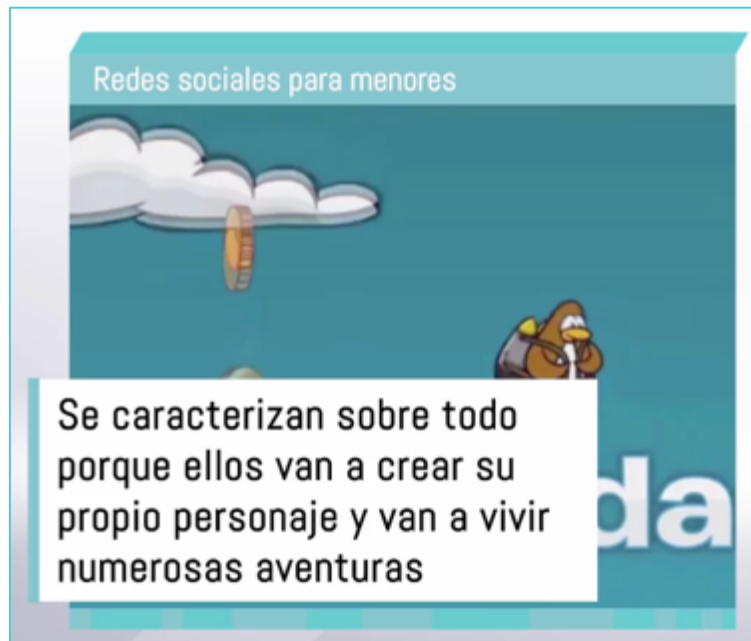 Redes sociales para menores
Se caracterizan sobre todo
porque ellos van a crear su
propio personaje y van a vivir
numerosas aventuras
da